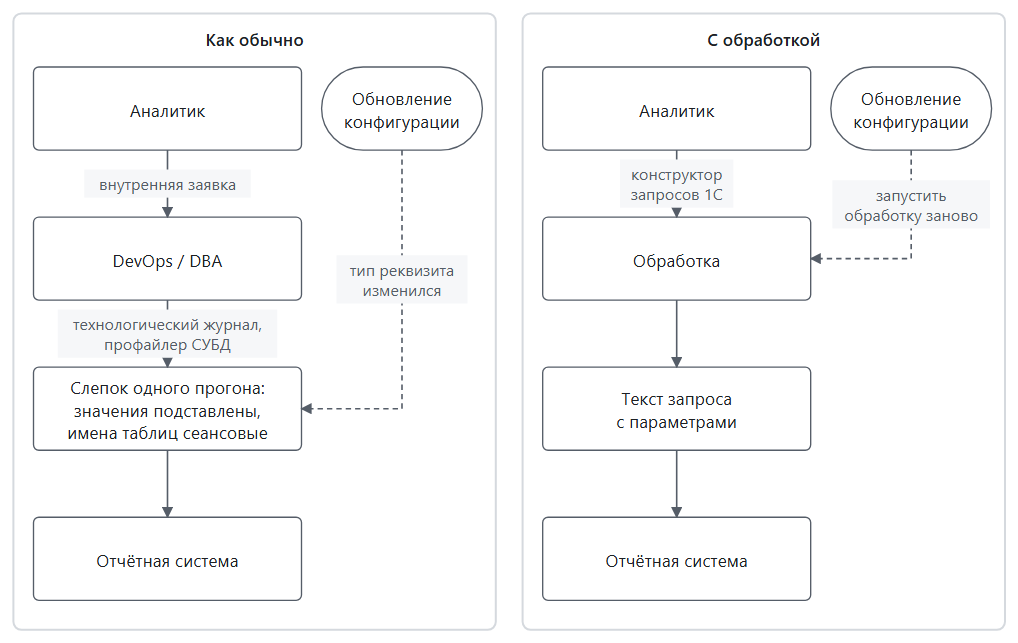 Как обычно
Аналитик
Обновление
конфигурации
внутренняя заявка
DevOps / DBA
тип реквизита
изменился
технологический журнал,
профайлер СУБД
Слепок одного прогона:
значения подставлены,
имена таблиц сеансовые
Отчётная система
С обработкой
Аналитик
Обновление
конфигурации
конструктор
запросов 1С
запустить
обработку заново
Обработка
Текст запроса
с параметрами
Отчётная система